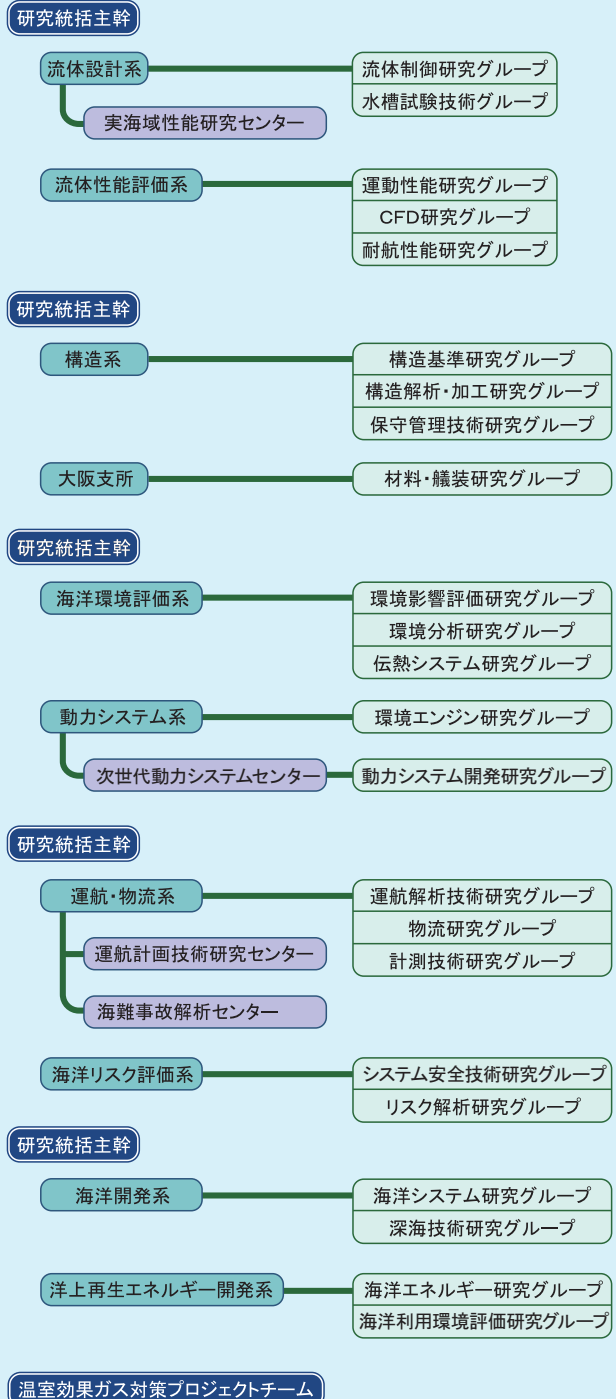 研究統括主幹
流体設計系
流体制御研究グループ
水槽試験技術グループ
実海域性能研究センター
流体性能評価系
運動性能研究グループ
CFD研究グループ
耐航性能研究グループ
研究統括主幹
構造系
構造基準研究グループ
構造解析・加工研究グループ
保守管理技術研究グループ
大阪支所
材料・艤装研究グループ
研究統括主幹
海洋環境評価系
環境影響評価研究グループ
環境分析研究グループ
伝熱システム研究グループ
動力システム系
環境エンジン研究グループ
次世代動力システムセンター
動力システム開発研究グループ
研究統括主幹
運航・物流系
運航解析技術研究グループ
物流研究グループ
計測技術研究グループ
運航計画技術研究センター
海難事故解析センター
海洋リスク評価系
システム安全技術研究グループ
リスク解析研究グループ
研究統括主幹
海洋開発系
海洋システム研究グループ
深海技術研究グループ
洋上再生エネルギー開発系
海洋エネルギー研究グループ
海洋利用環境評価研究グループ
温室効果ガス対策プロジェクトチーム